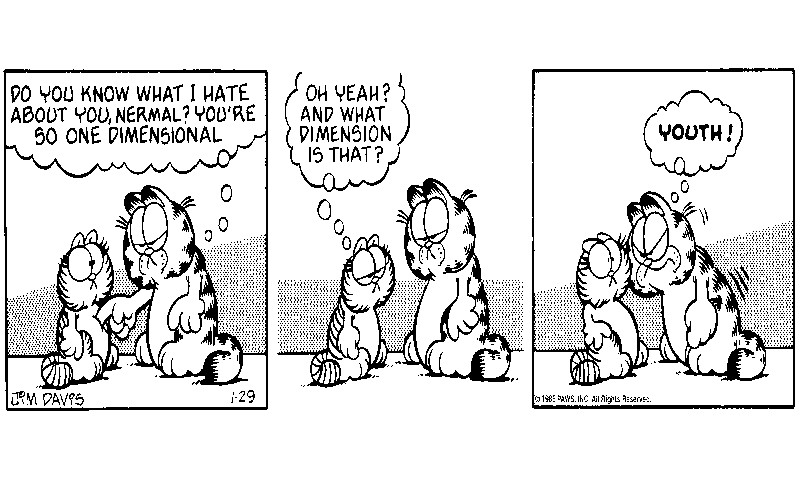 DO YOU KNOW WHAT I HATE
ABOUT YOU, NERMAL? YOU'RE
SO ONE DIMENSIONAL
OH YEAH?
AND WHAT
DIMENSION
IS THAT?
YOUTH!
JIM DAVIS
1-29
© 1985 PAWS, INC. All Rights Reserved.